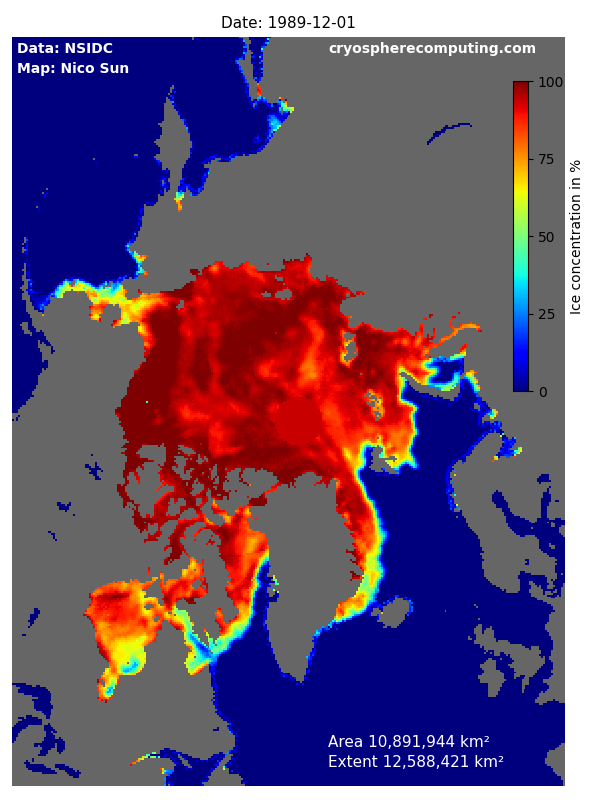 Date: 1989-12-01
Data: NSIDC
Map: Nico Sun
cryospherecomputing.com
100
75
50
25
0
Ice concentration in %
Area 10,891,944 km²
Extent 12,588,421 km²